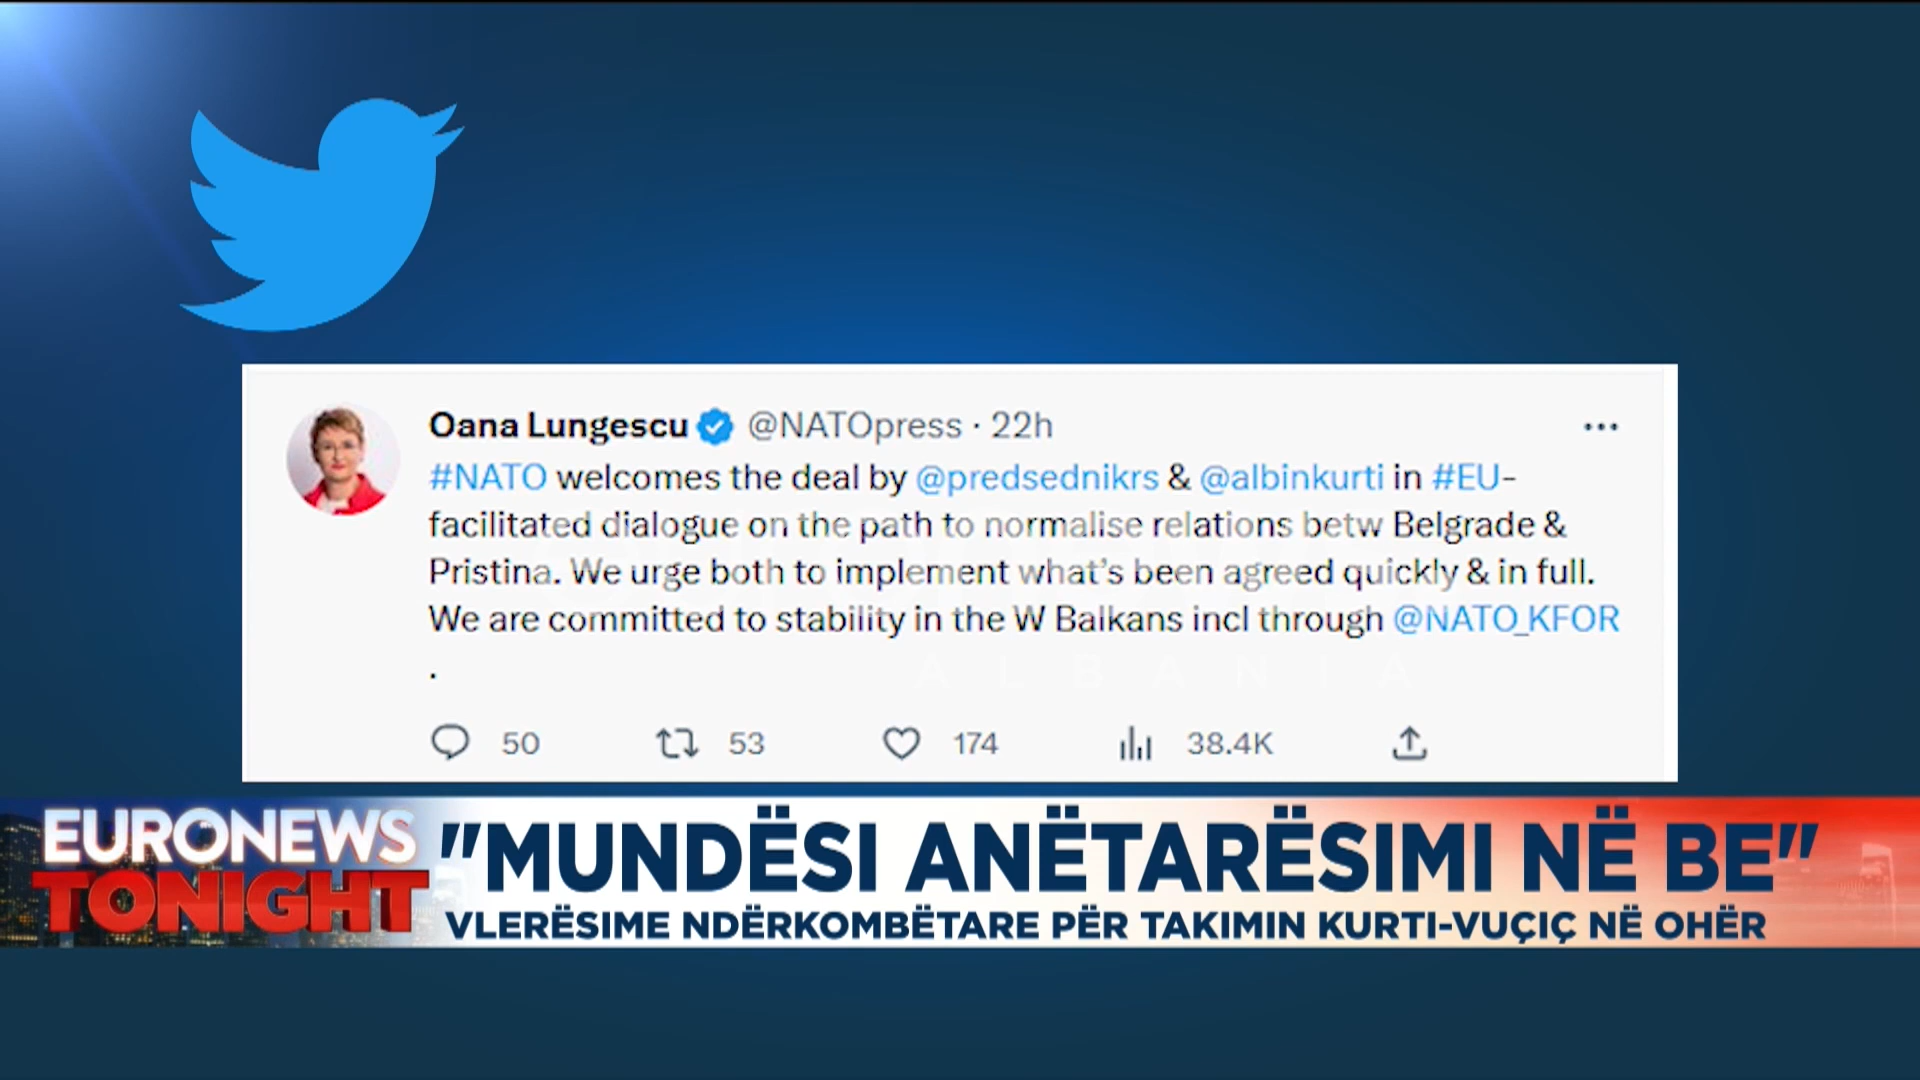 Oana Lungescu @NATOpress · 22h
#NATO welcomes the deal by @predsednikrs & @albinkurti in #EU-
facilitated dialogue on the path to normalise relations betw Belgrade &
Pristina. We urge both to implement what's been agreed quickly & in full.
We are committed to stability in the W Balkans incl through @NATO_KFOR
.
ALBANIA
50 53 174 38.4K
EURONEWS
TONIGHT
"MUNDËSI ANËTARËSIMI NË BE"
VLERËSIME NDËRKOMBËTARE PËR TAKIMIN KURTI-VUÇIÇ NË OHËR